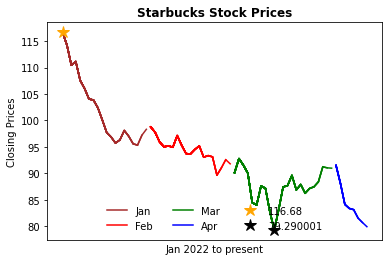 Starbucks Stock Prices
Closing Prices
115
110
105
100
95
90
85
80
Jan Mar 116.68
Feb Apr .290001
Jan 2022 to present